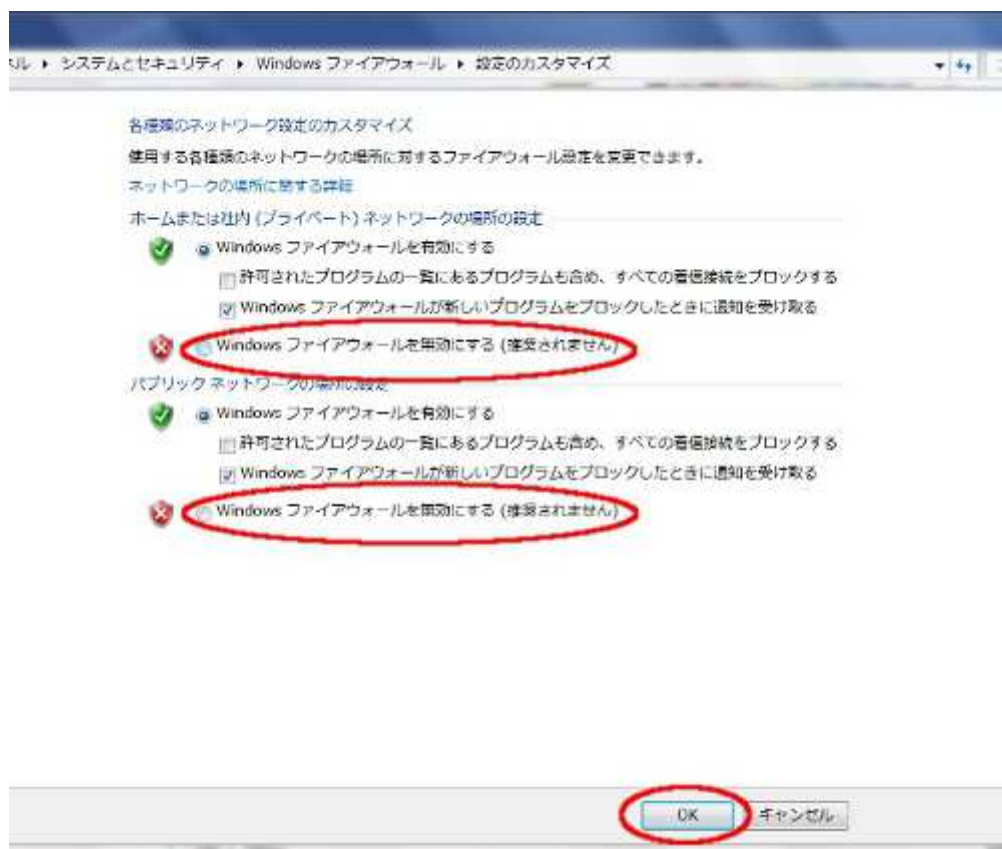 ル ▸ システムとセキュリティ ▸ Windows ファイアウォール ▸ 設定のカスタマイズ
各種類のネットワーク設定のカスタマイズ
使用する各種類のネットワークの場所に対するファイアウォール設定を変更できます。
ネットワークの場所に関する詳細
ホームまたは社内 (プライベート) ネットワークの場所の設定
Windows ファイアウォールを有効にする
許可されたプログラムの一覧にあるプログラムも含め、すべての着信接続をブロックする
Windows ファイアウォールが新しいプログラムをブロックしたときに通知を受け取る
Windows ファイアウォールを無効にする (推奨されません)
パブリック ネットワークの場所の設定
Windows ファイアウォールを有効にする
許可されたプログラムの一覧にあるプログラムも含め、すべての着信接続をブロックする
Windows ファイアウォールが新しいプログラムをブロックしたときに通知を受け取る
Windows ファイアウォールを無効にする (推奨されません)
OK キャンセル